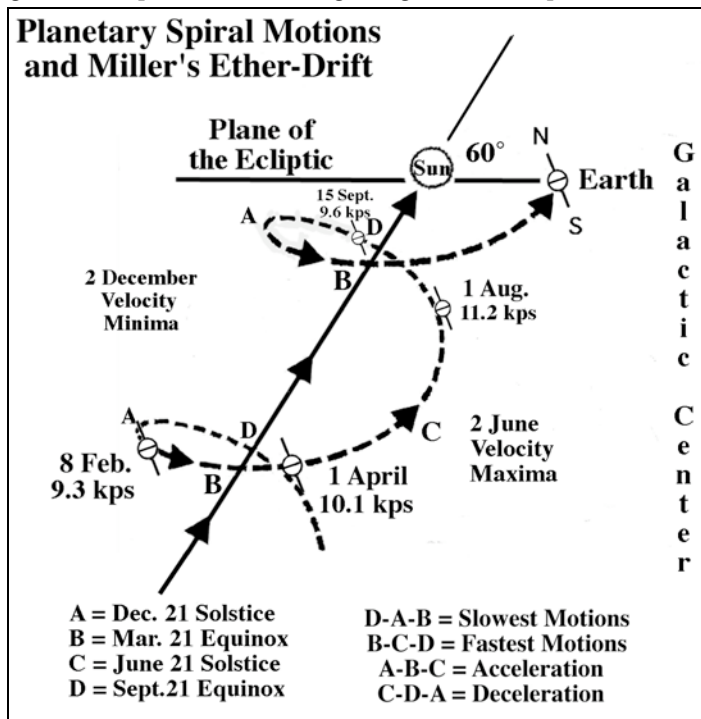 Planetary Spiral Motions
and Miller's Ether-Drift
Plane of
the Ecliptic
Sun
60°
N
Earth
S
Galactic Center
15 Sept.
9.6 kps
A
D
B
2 December
Velocity
Minima
1 Aug.
11.2 kps
A
D
C
2 June
Velocity
Maxima
8 Feb.
9.3 kps
B
1 April
10.1 kps
A = Dec. 21 Solstice
B = Mar. 21 Equinox
C = June 21 Solstice
D = Sept.21 Equinox
D-A-B = Slowest Motions
B-C-D = Fastest Motions
A-B-C = Acceleration
C-D-A = Deceleration